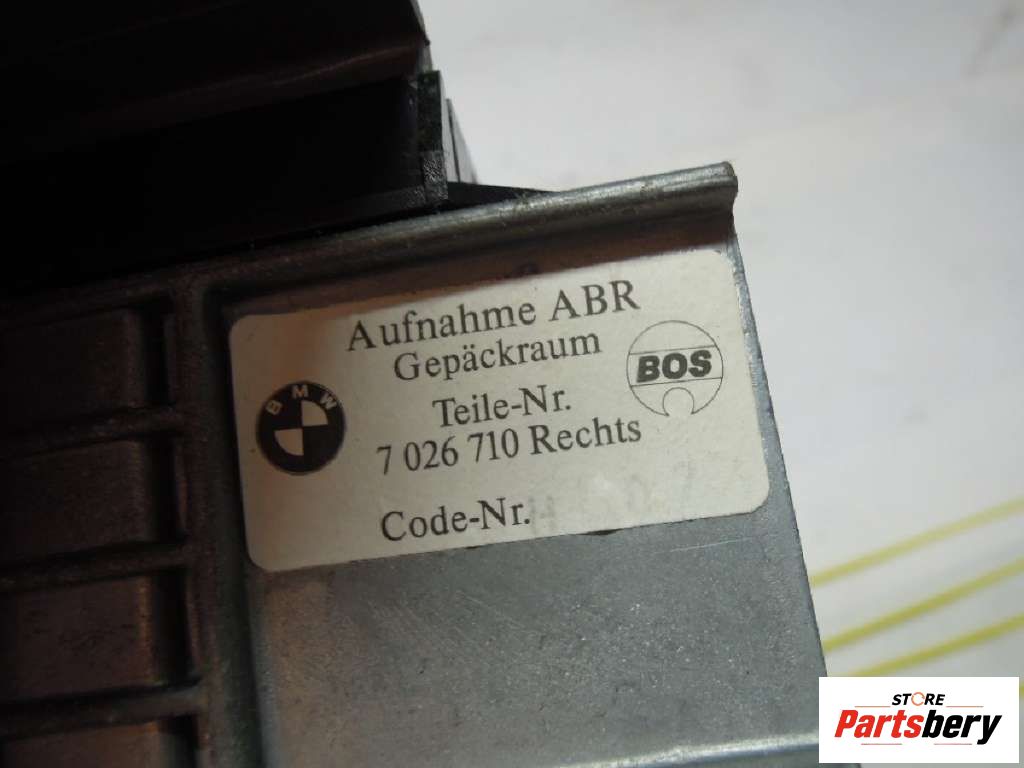 Aufnahme ABR
Gepäckraum
BOS
BMW
Teile-Nr.
7 026 710 Rechts
Code-Nr.
STORE
Partsbery